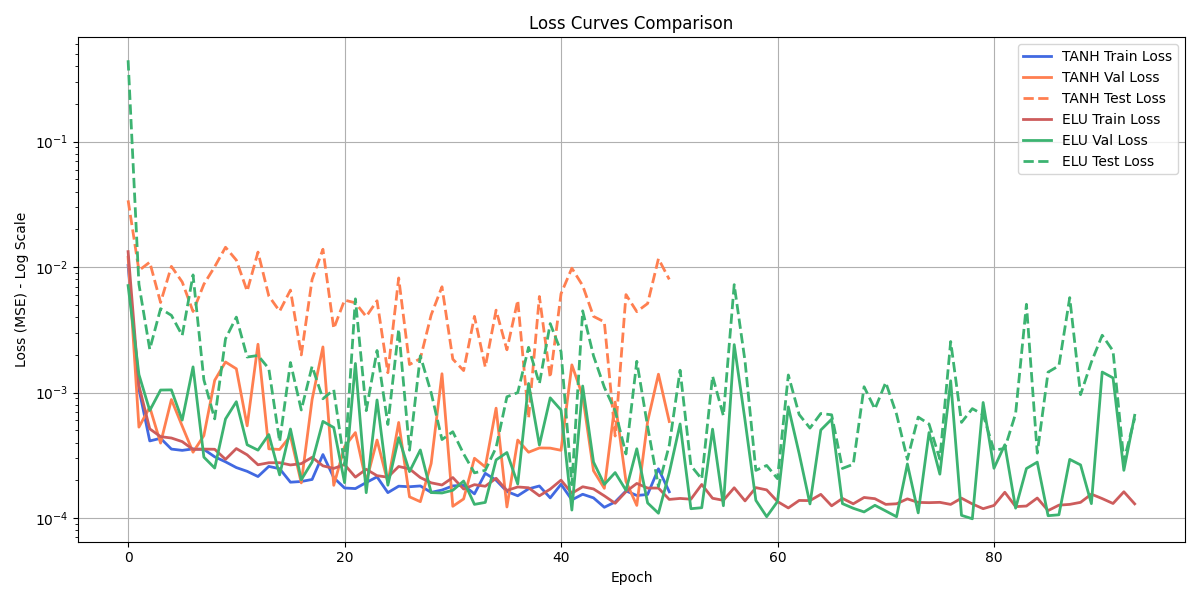 Loss Curves Comparison
TANH Train Loss
TANH Val Loss
TANH Test Loss
ELU Train Loss
ELU Val Loss
ELU Test Loss
Loss (MSE) - Log Scale
10⁻¹
10⁻²
10⁻³
10⁻⁴
0 20 40 60 80
Epoch